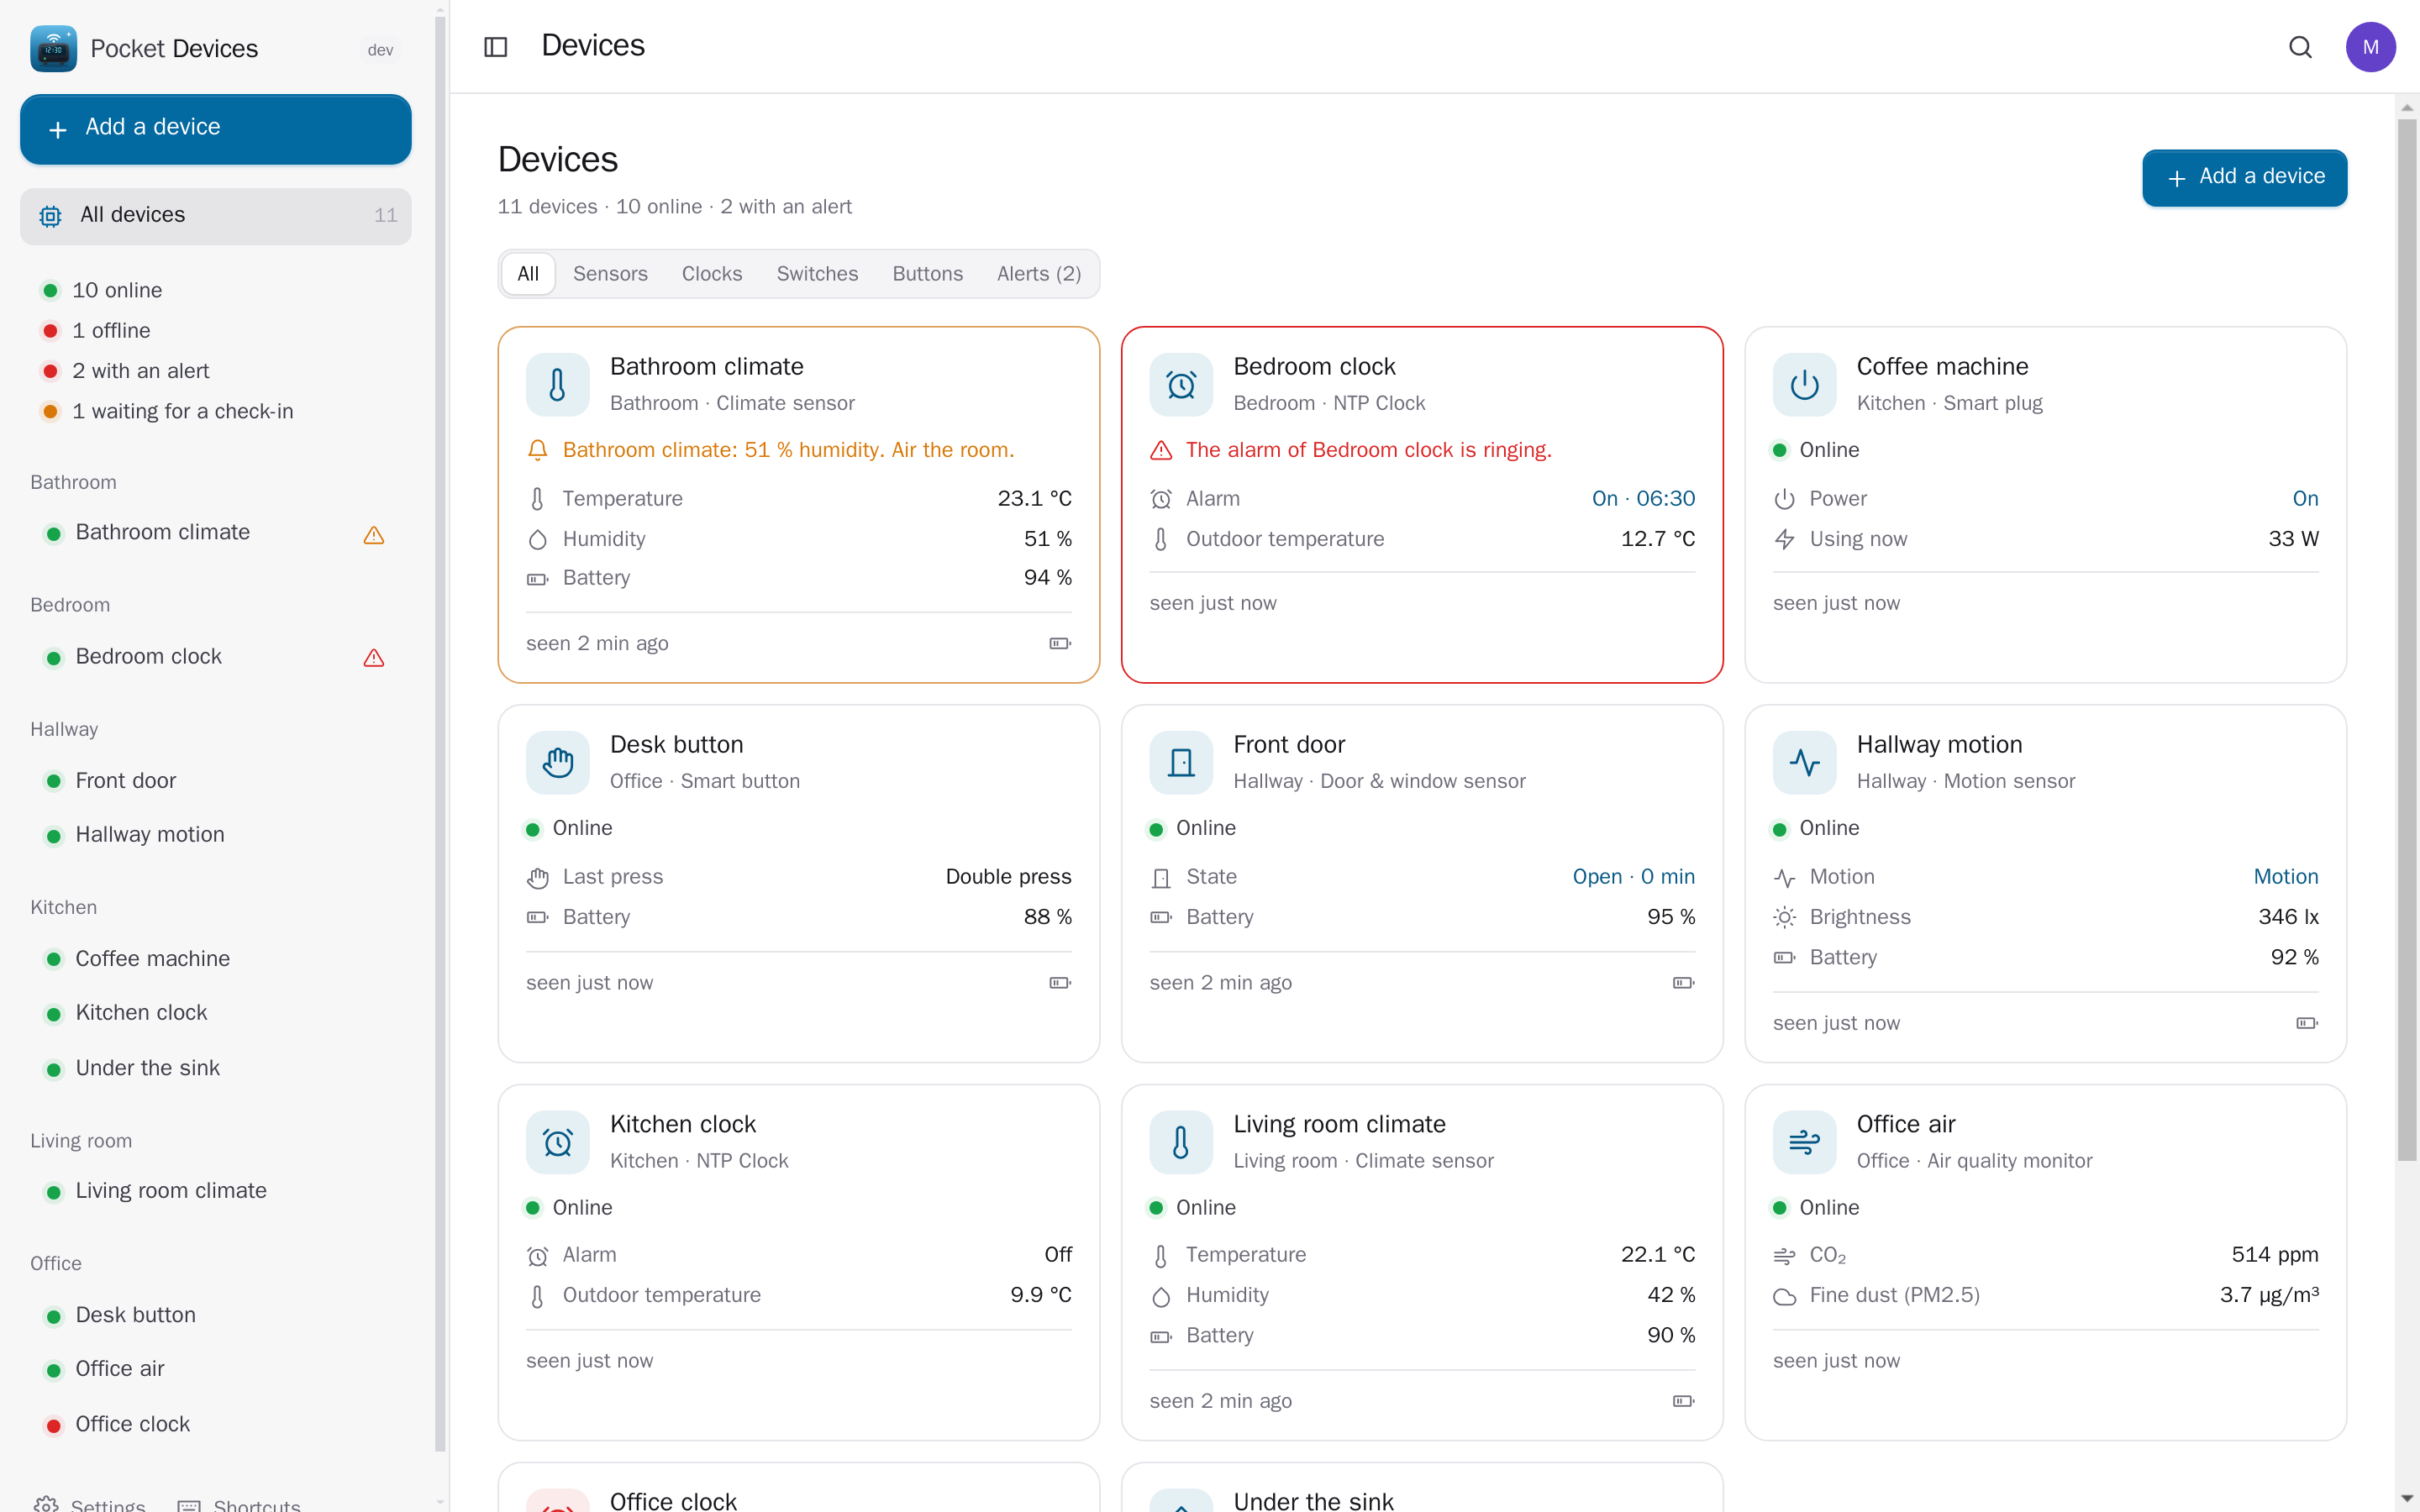 Pocket Devices dev
Add a device
All devices 11
10 online
1 offline
2 with an alert
1 waiting for a check-in
Bathroom
Bathroom climate
Bedroom
Bedroom clock
Hallway
Front door
Hallway motion
Kitchen
Coffee machine
Kitchen clock
Under the sink
Living room
Living room climate
Office
Desk button
Office air
Office clock
Settings Shortcuts
Devices
M
Devices
11 devices · 10 online · 2 with an alert
Add a device
All Sensors Clocks Switches Buttons Alerts (2)
Bathroom climate
Bathroom · Climate sensor
Bathroom climate: 51 % humidity. Air the room.
Temperature 23.1 °C
Humidity 51 %
Battery 94 %
seen 2 min ago
Bedroom clock
Bedroom · NTP Clock
The alarm of Bedroom clock is ringing.
Alarm On · 06:30
Outdoor temperature 12.7 °C
seen just now
Coffee machine
Kitchen · Smart plug
Online
Power On
Using now 33 W
seen just now
Desk button
Office · Smart button
Online
Last press Double press
Battery 88 %
seen just now
Front door
Hallway · Door & window sensor
Online
State Open · 0 min
Battery 95 %
seen 2 min ago
Hallway motion
Hallway · Motion sensor
Online
Motion Motion
Brightness 346 lx
Battery 92 %
seen just now
Kitchen clock
Kitchen · NTP Clock
Online
Alarm Off
Outdoor temperature 9.9 °C
seen just now
Living room climate
Living room · Climate sensor
Online
Temperature 22.1 °C
Humidity 42 %
Battery 90 %
seen 2 min ago
Office air
Office · Air quality monitor
Online
CO₂ 514 ppm
Fine dust (PM2.5) 3.7 µg/m³
seen just now
Office clock
Under the sink